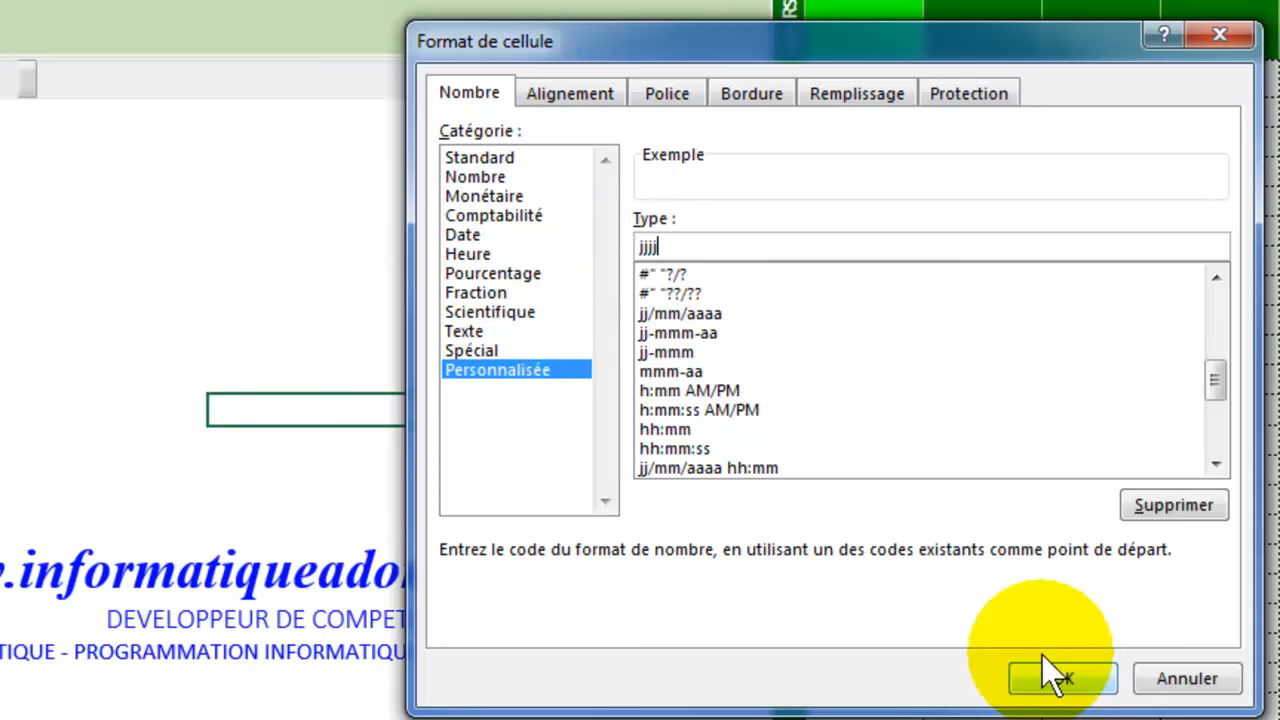 RS
Format de cellule
Nombre
Alignement
Police
Bordure
Remplissage
Protection
Catégorie :
Standard
Nombre
Monétaire
Comptabilité
Date
Heure
Pourcentage
Fraction
Scientifique
Texte
Spécial
Personnalisée
Exemple
Type :
jjjj
#" "?/?
#" "??/??
jj/mm/aaaa
jj-mmm-aa
jj-mmm
mmm-aa
h:mm AM/PM
h:mm:ss AM/PM
hh:mm
hh:mm:ss
jj/mm/aaaa hh:mm
Supprimer
Entrez le code du format de nombre, en utilisant un des codes existants comme point de départ.
.informatiqueado
DEVELOPPEUR DE COMPET
TIQUE - PROGRAMMATION INFORMATIQU
OK
Annuler